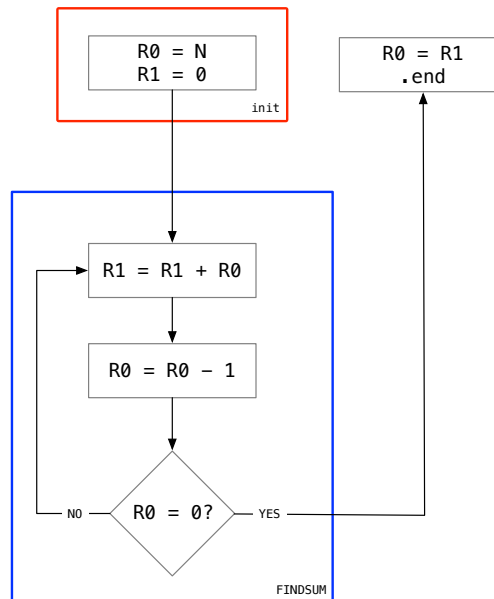 R0 = N
R1 = 0
init
R0 = R1
.end
R1 = R1 + R0
R0 = R0 – 1
R0 = 0?
NO
YES
FINDSUM